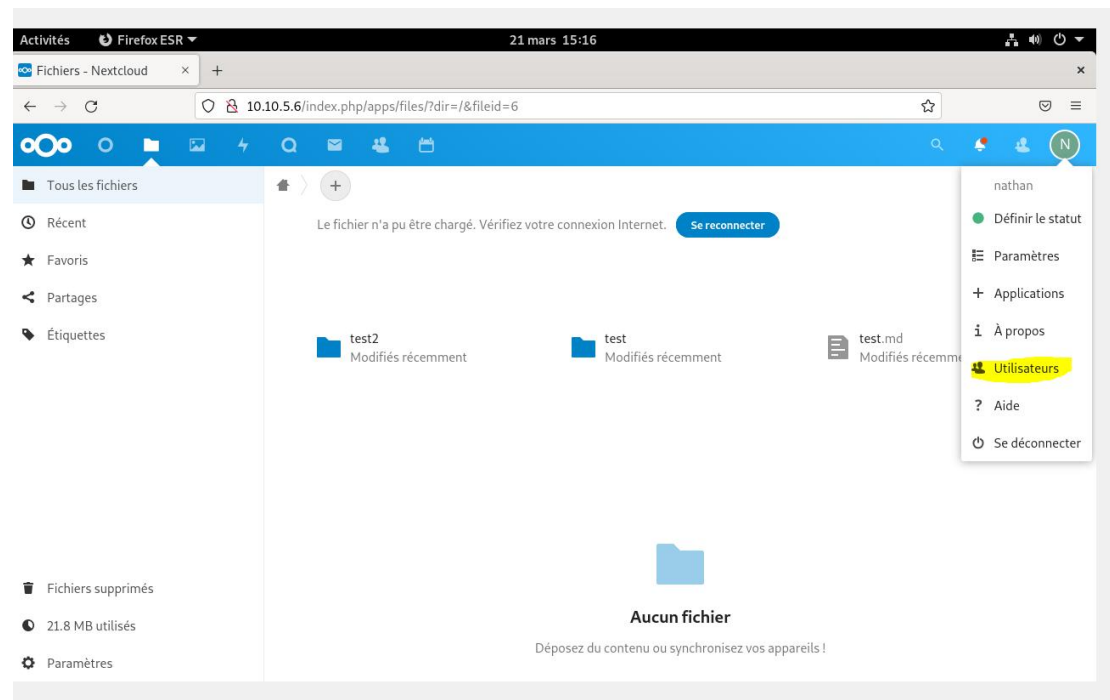 Activités Firefox ESR 21 mars 15:16
Fichiers - Nextcloud × + ×
10.10.5.6/index.php/apps/files/?dir=/&fileid=6
N
Tous les fichiers +
nathan
Récent Le fichier n'a pu être chargé. Vérifiez votre connexion Internet. Se reconnecter Définir le statut
Favoris Paramètres
Partages + Applications
Étiquettes i À propos
test2 test test.md
Modifiés récemment Modifiés récemment Modifiés récemme
Utilisateurs
? Aide
Se déconnecter
Fichiers supprimés
Aucun fichier
21.8 MB utilisés
Déposez du contenu ou synchronisez vos appareils !
Paramètres